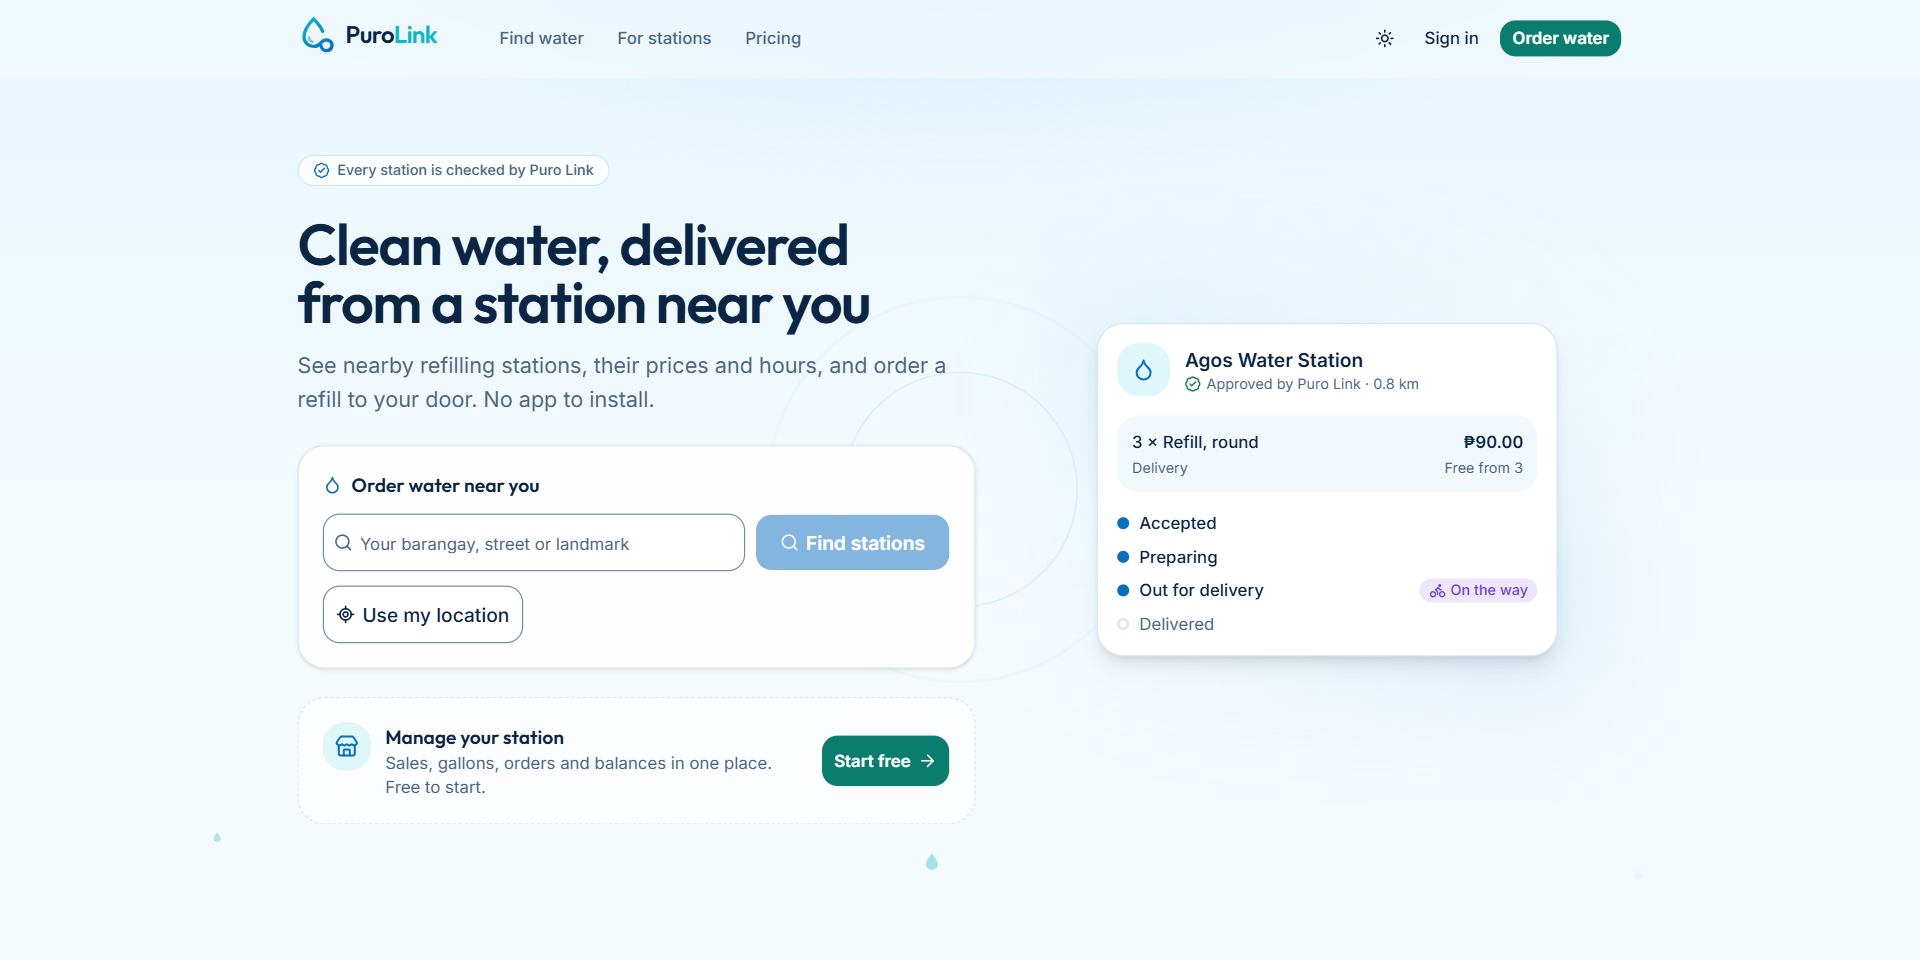 PuroLink
Find water
For stations
Pricing
Sign in
Order water
Every station is checked by Puro Link
Clean water, delivered
from a station near you
See nearby refilling stations, their prices and hours, and order a
refill to your door. No app to install.
Order water near you
Your barangay, street or landmark
Find stations
Use my location
Manage your station
Sales, gallons, orders and balances in one place.
Free to start.
Start free
Agos Water Station
Approved by Puro Link · 0.8 km
3 × Refill, round
₱90.00
Delivery
Free from 3
Accepted
Preparing
Out for delivery
On the way
Delivered